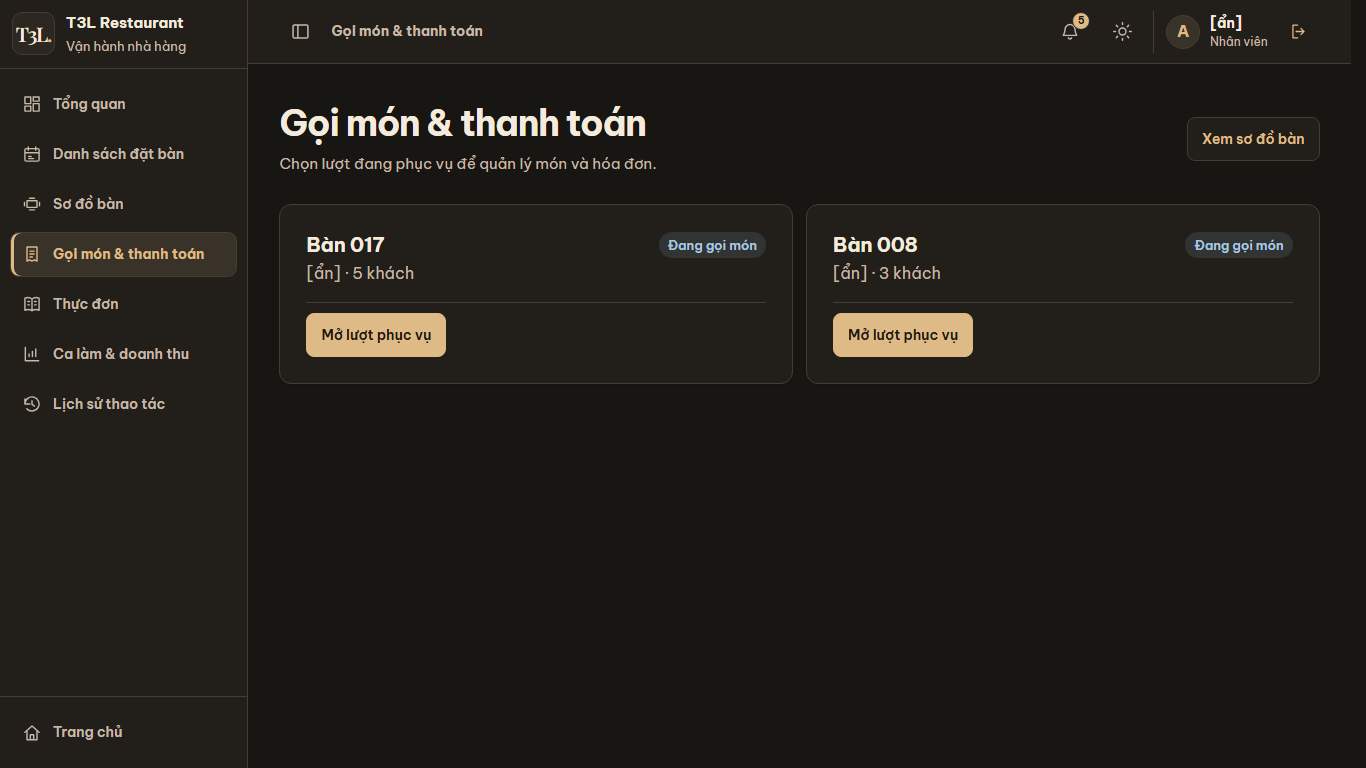 T3L.
T3L Restaurant
Vận hành nhà hàng
Tổng quan
Danh sách đặt bàn
Sơ đồ bàn
Gọi món & thanh toán
Thực đơn
Ca làm & doanh thu
Lịch sử thao tác
Trang chủ
Gọi món & thanh toán
5
A
[ẩn]
Nhân viên
Gọi món & thanh toán
Chọn lượt đang phục vụ để quản lý món và hóa đơn.
Xem sơ đồ bàn
Bàn 017
Đang gọi món
[ẩn] · 5 khách
Mở lượt phục vụ
Bàn 008
Đang gọi món
[ẩn] · 3 khách
Mở lượt phục vụ